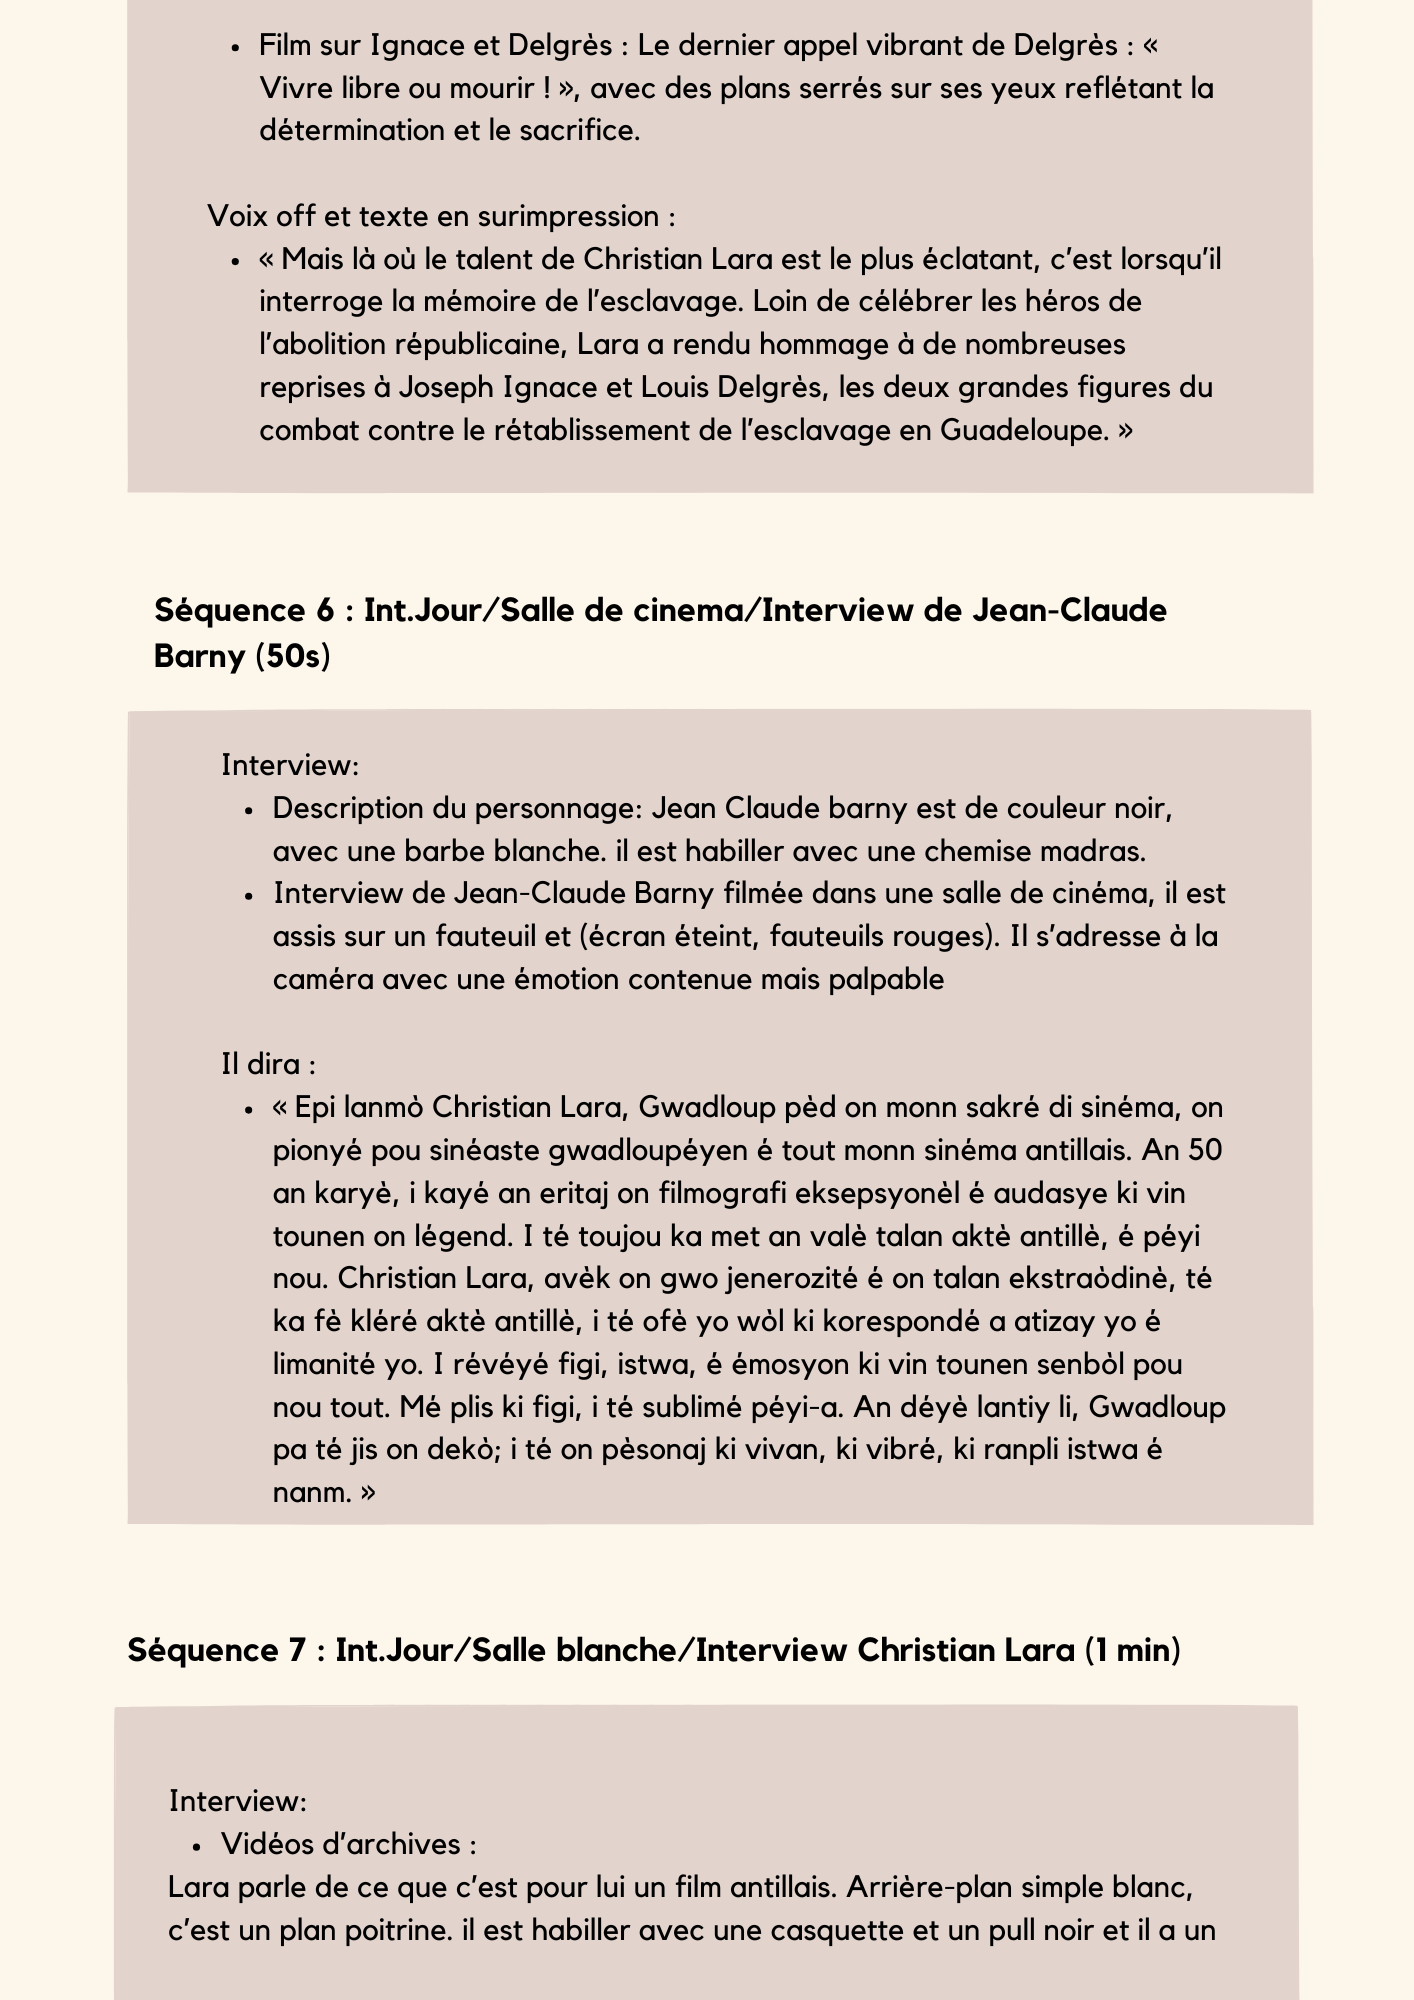 • Film sur Ignace et Delgrès : Le dernier appel vibrant de Delgrès : «
Vivre libre ou mourir ! », avec des plans serrés sur ses yeux reflétant la
détermination et le sacrifice.
Voix off et texte en surimpression :
• « Mais là où le talent de Christian Lara est le plus éclatant, c’est lorsqu’il
interroge la mémoire de l’esclavage. Loin de célébrer les héros de
l’abolition républicaine, Lara a rendu hommage à de nombreuses
reprises à Joseph Ignace et Louis Delgrès, les deux grandes figures du
combat contre le rétablissement de l’esclavage en Guadeloupe. »
Séquence 6 : Int.Jour/Salle de cinema/Interview de Jean-Claude
Barny (50s)
Interview:
• Description du personnage: Jean Claude barny est de couleur noir,
avec une barbe blanche. il est habiller avec une chemise madras.
• Interview de Jean-Claude Barny filmée dans une salle de cinéma, il est
assis sur un fauteuil et (écran éteint, fauteuils rouges). Il s’adresse à la
caméra avec une émotion contenue mais palpable
Il dira :
• « Epi lanmò Christian Lara, Gwadloup pèd on monn sakré di sinéma, on
pionyé pou sinéaste gwadloupéyen é tout monn sinéma antillais. An 50
an karyè, i kayé an eritaj on filmografi eksepsyonèl é audasye ki vin
tounen on légend. I té toujou ka met an valè talan aktè antillè, é péyi
nou. Christian Lara, avèk on gwo jenerozité é on talan ekstraòdinè, té
ka fè kléré aktè antillè, i té ofè yo wòl ki korespondé a atizay yo é
limanité yo. I révéyé figi, istwa, é émosyon ki vin tounen senbòl pou
nou tout. Mé plis ki figi, i té sublimé péyi-a. An déyè lantiy li, Gwadloup
pa té jis on dekò; i té on pèsonaj ki vivan, ki vibré, ki ranpli istwa é
nanm. »
Séquence 7 : Int.Jour/Salle blanche/Interview Christian Lara (1 min)
Interview:
• Vidéos d’archives :
Lara parle de ce que c’est pour lui un film antillais. Arrière-plan simple blanc,
c’est un plan poitrine. il est habiller avec une casquette et un pull noir et il a un